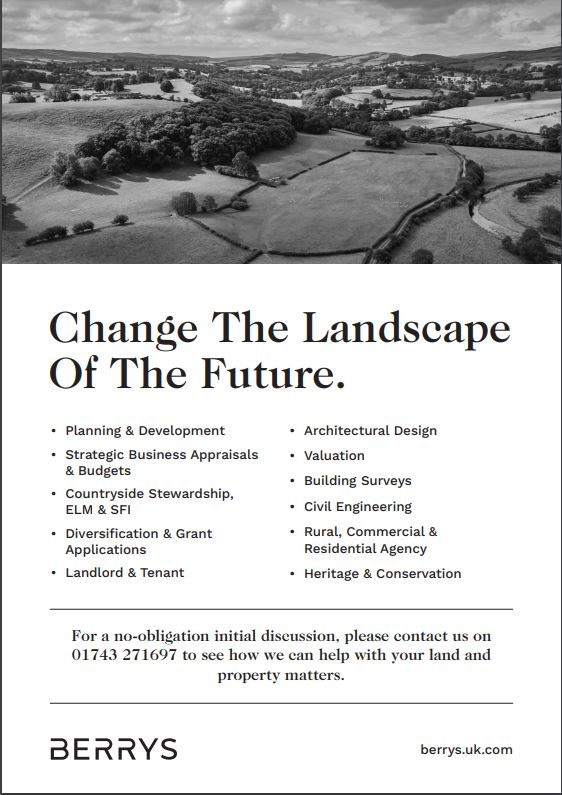 Change The Landscape
Of The Future.
• Planning & Development
• Strategic Business Appraisals
& Budgets
• Countryside Stewardship,
ELM & SFI
• Diversification & Grant
Applications
• Landlord & Tenant
• Architectural Design
• Valuation
• Building Surveys
• Civil Engineering
• Rural, Commercial &
Residential Agency
• Heritage & Conservation
For a no-obligation initial discussion, please contact us on
01743 271697 to see how we can help with your land and
property matters.
BERRYS
berrys.uk.com